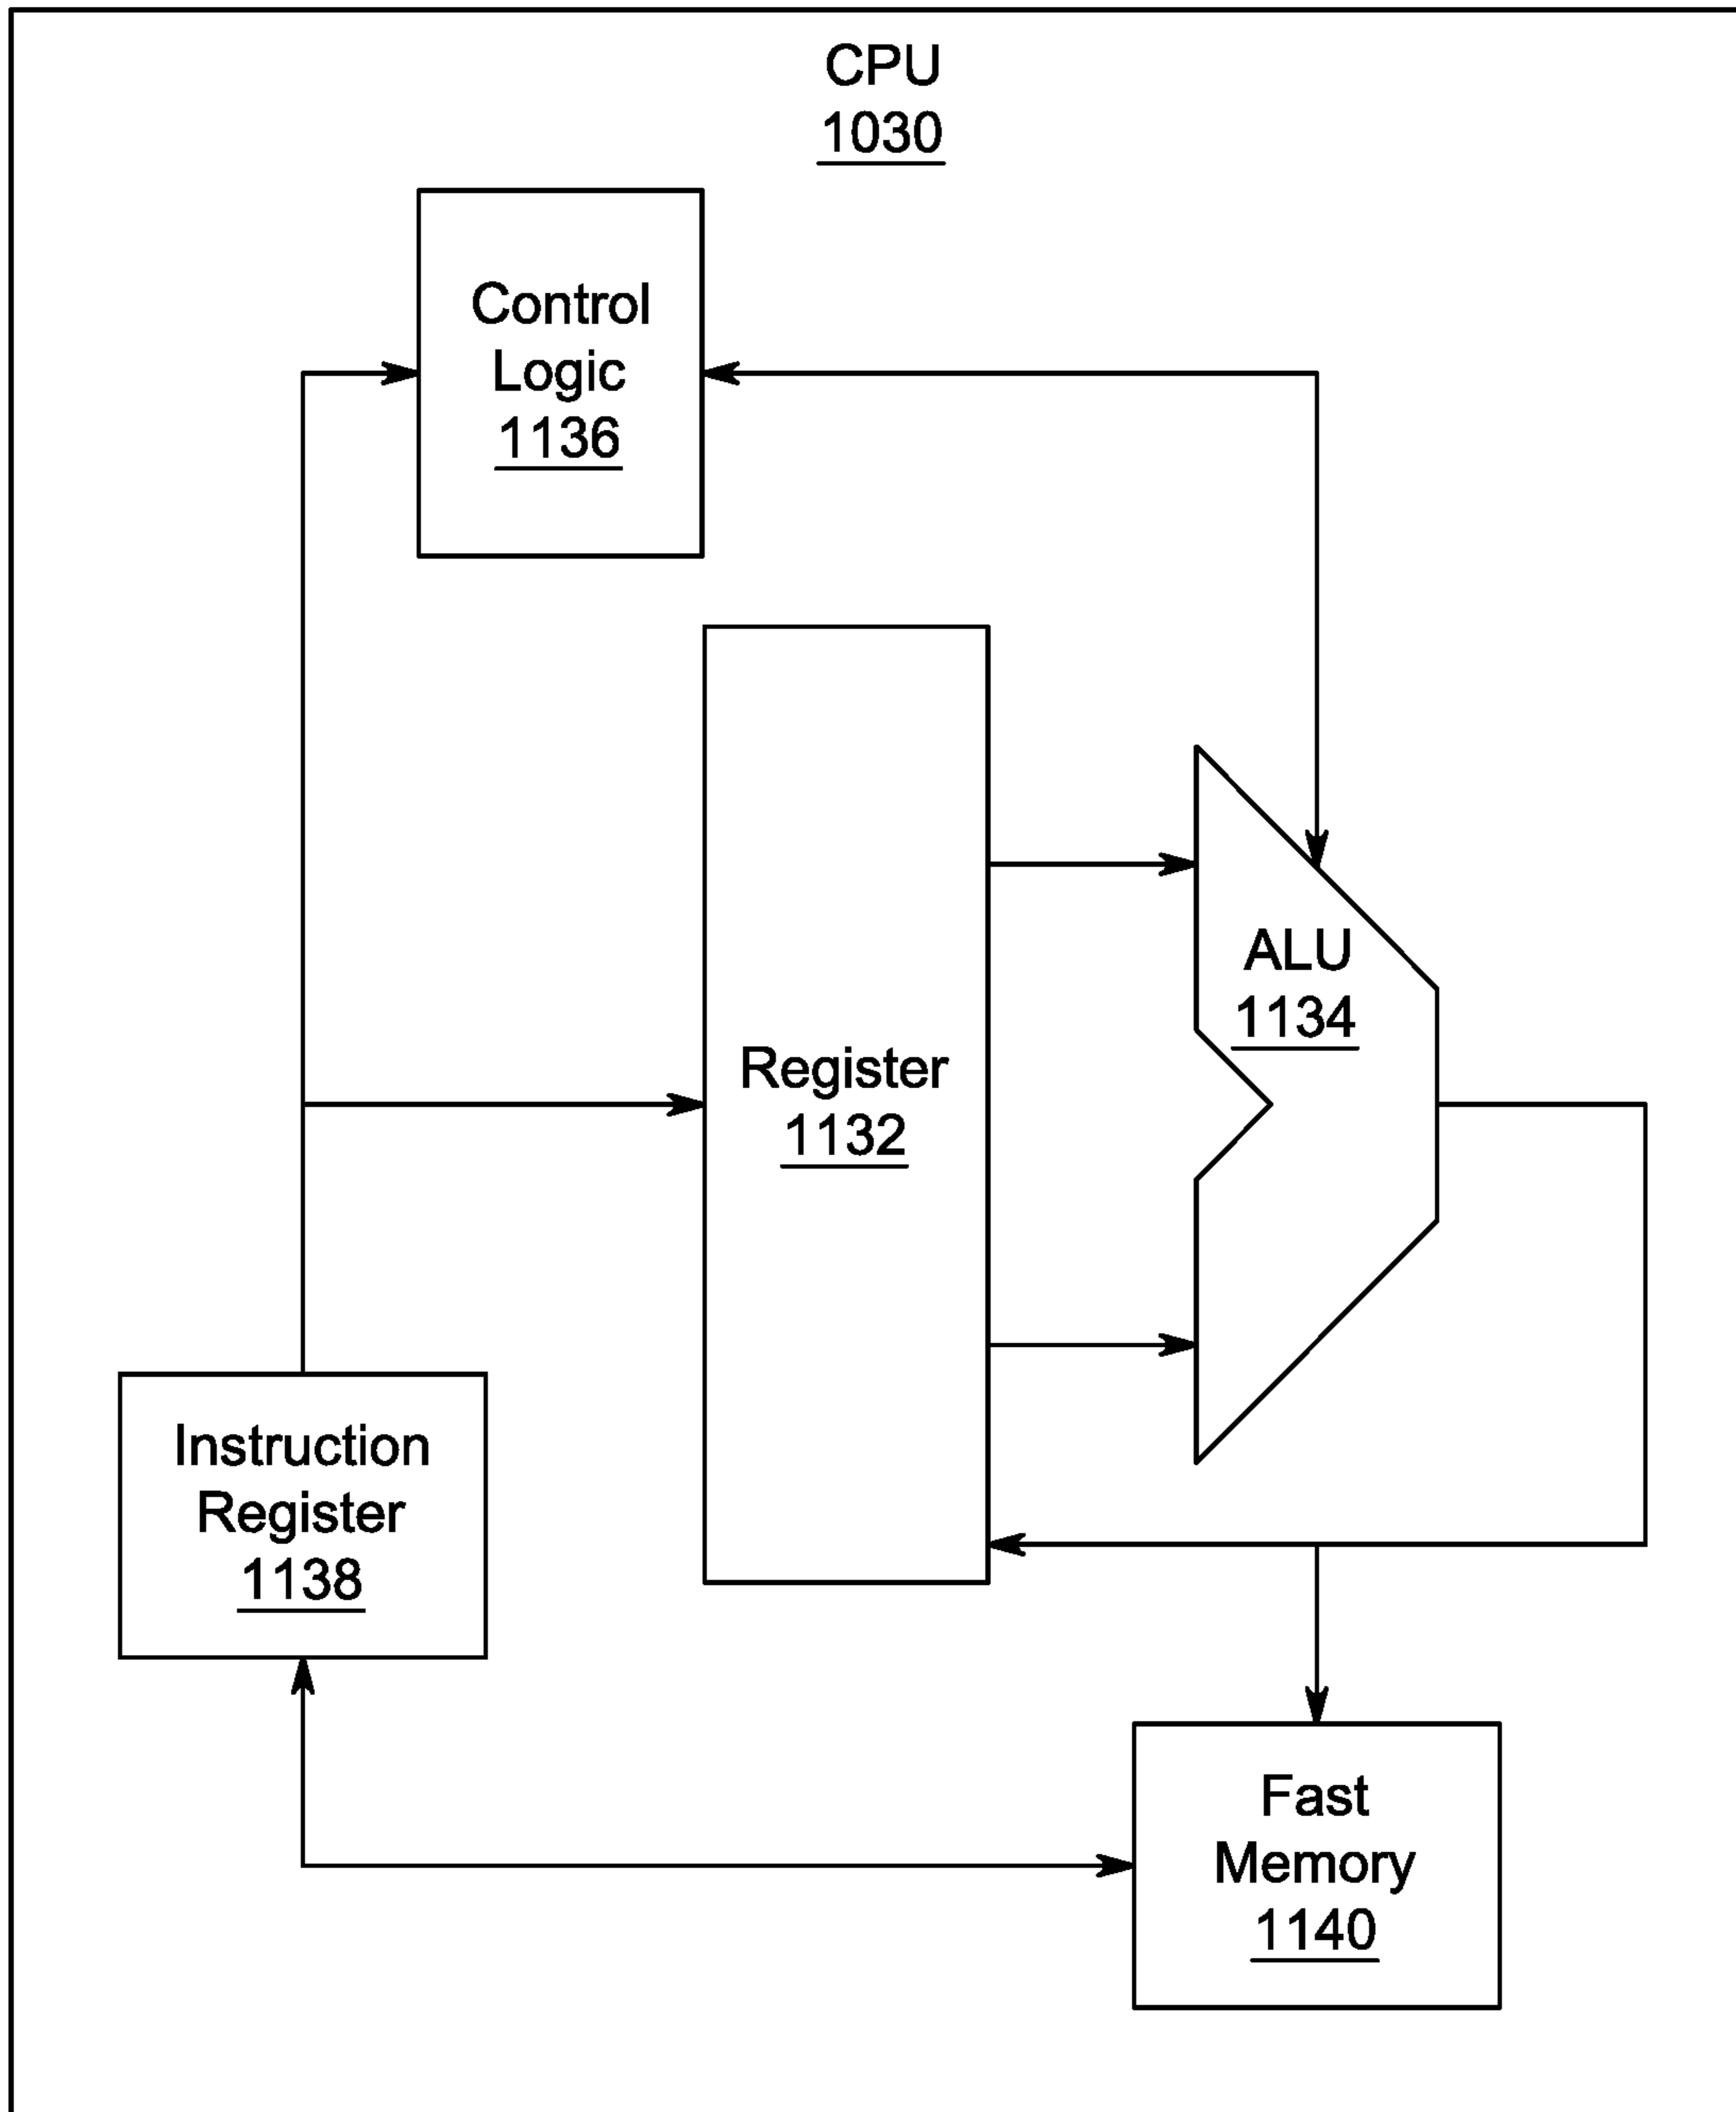 CPU
1030
Control
Logic
1136
ALU
1134
Register
1132
Instruction
Register
1138
Fast
Memory
1140